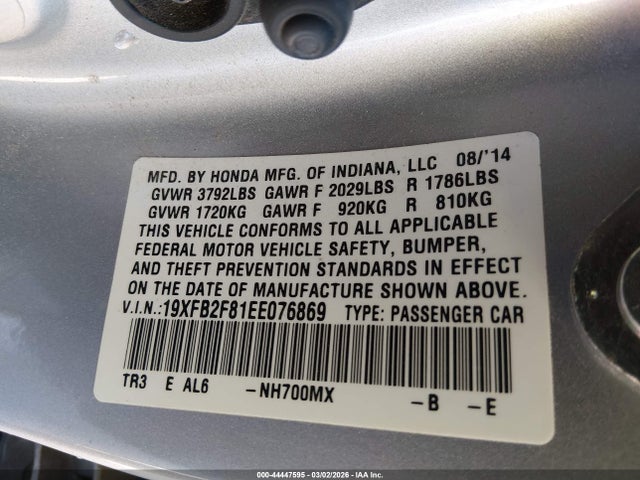 MFD. BY HONDA MFG. OF INDIANA, LLC 08/'14
GVWR 3792LBS GAWR F 2029LBS R 1786LBS
GVWR 1720KG GAWR F 920KG R 810KG
THIS VEHICLE CONFORMS TO ALL APPLICABLE
FEDERAL MOTOR VEHICLE SAFETY, BUMPER,
AND THEFT PREVENTION STANDARDS IN EFFECT
ON THE DATE OF MANUFACTURE SHOWN ABOVE.
V.I.N.:19XFB2F81EE076869 TYPE: PASSENGER CAR
TR3 E AL6 -NH700MX -B -E
000-44447595 - 03/02/2026 - IAA Inc.